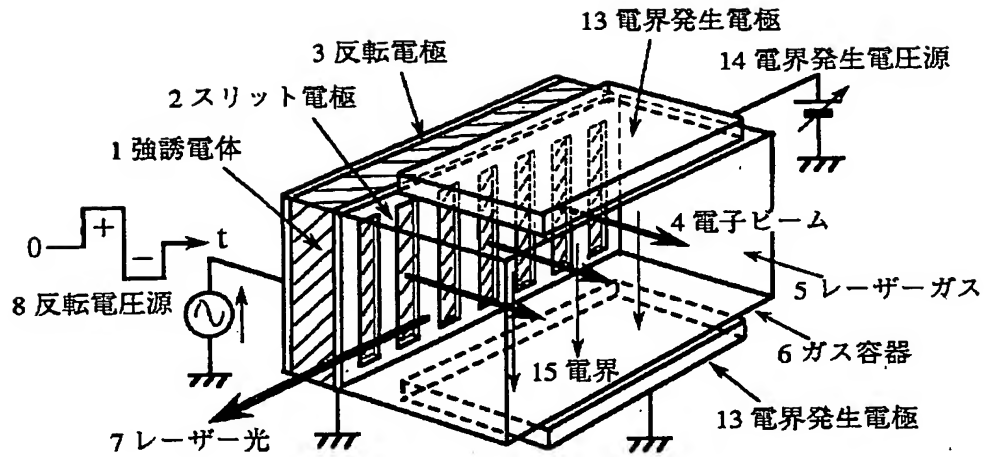 13 電界発生電極
3 反転電極
14 電界発生電圧源
2 スリット電極
1 強誘電体
4 電子ビーム
0
+
−
t
5 レーザーガス
8 反転電圧源
6 ガス容器
15 電界
13 電界発生電極
7 レーザー光